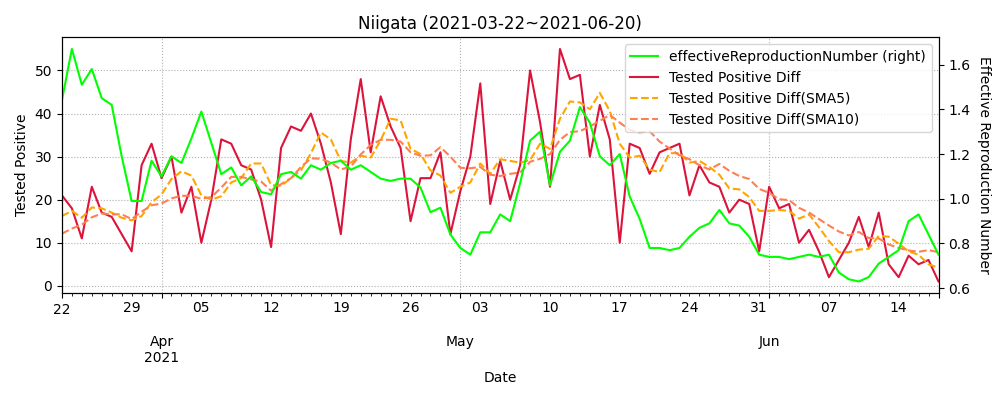 Niigata (2021-03-22~2021-06-20)
effectiveReproductionNumber (right)
Tested Positive Diff
Tested Positive Diff(SMA5)
Tested Positive Diff(SMA10)
Tested Positive
50
40
30
20
10
0
Effective Reproduction Number
1.6
1.4
1.2
1.0
0.8
0.6
22 29 05 12 19 26 03 10 17 24 31 07 14
Apr May Jun
2021
Date